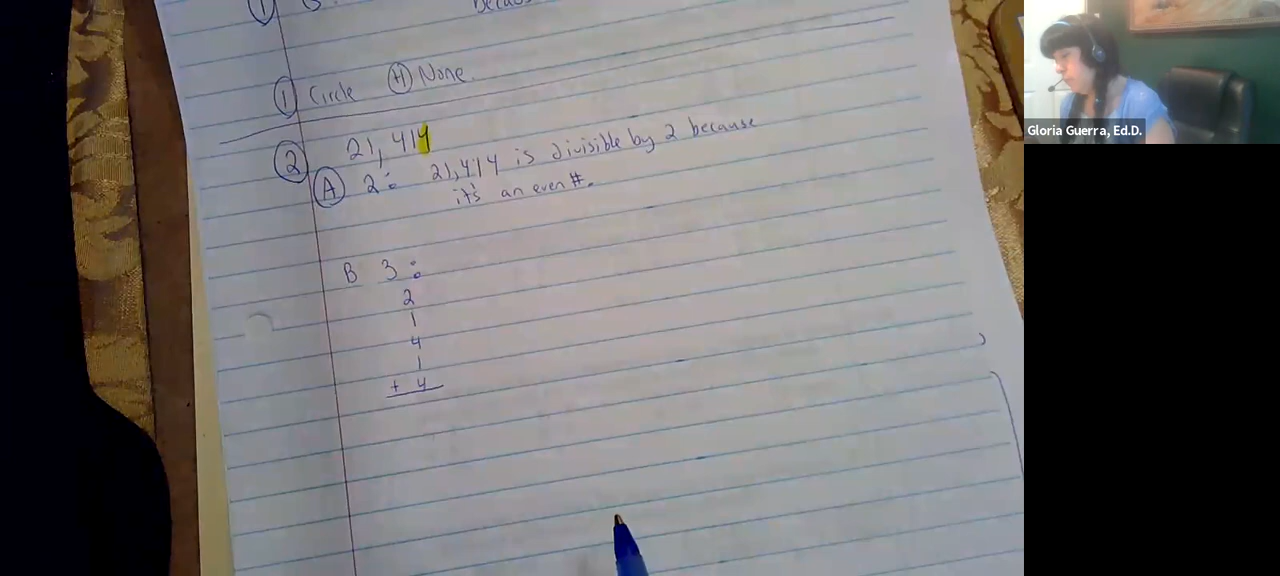 ① B
① Circle Ⓗ None
② 21,414
Ⓐ 2: 21,414 is divisible by 2 because
it's an even #.
B 3:
2
1
4
1
+ 4
Gloria Guerra, Ed.D.